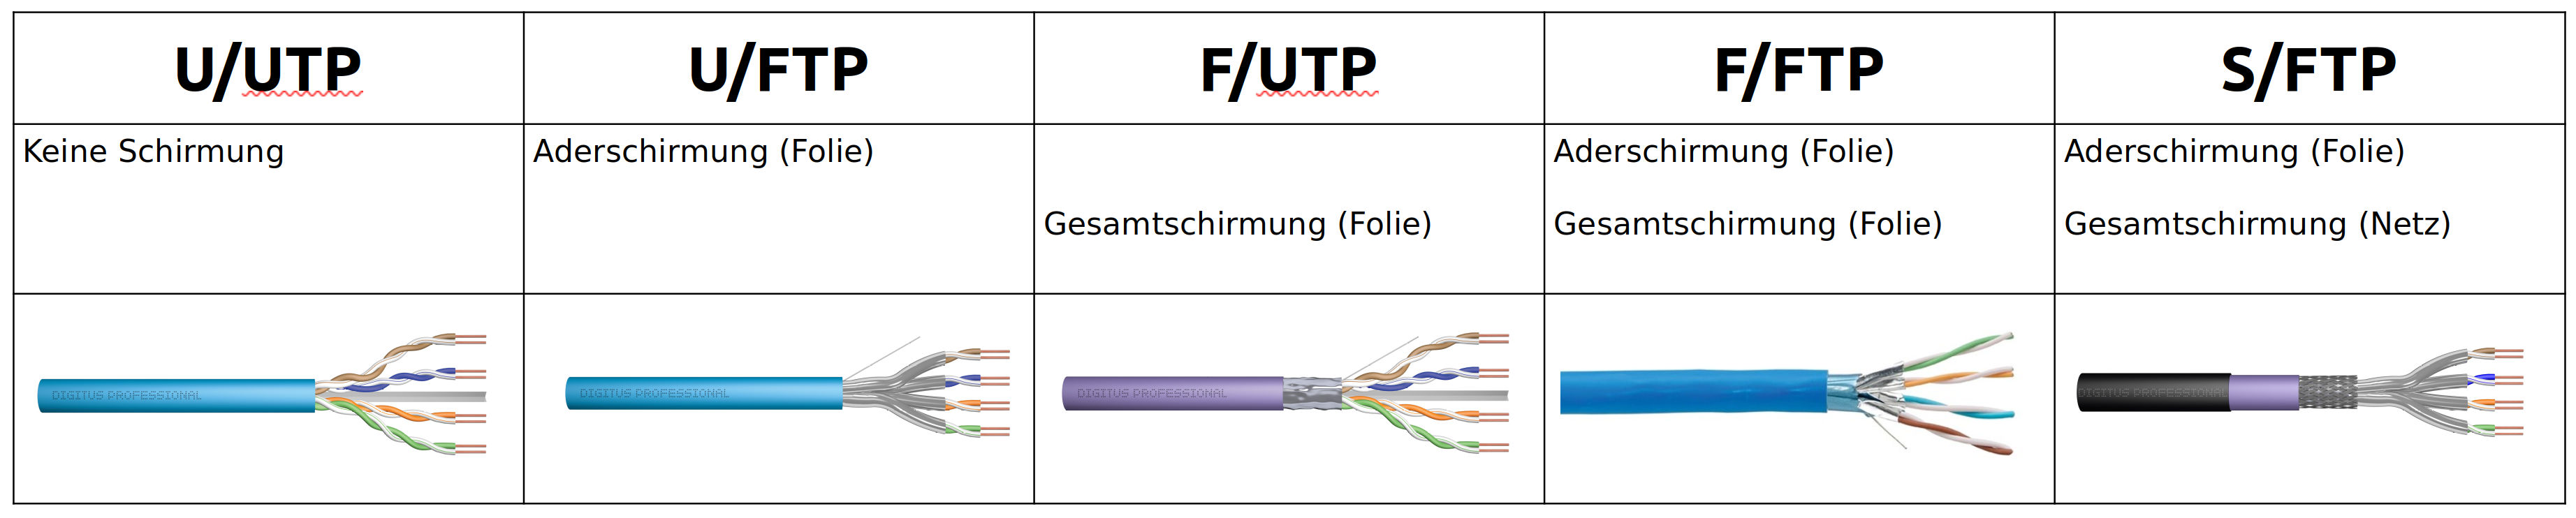 U/UTP
U/FTP
F/UTP
F/FTP
S/FTP
Keine Schirmung
Aderschirmung (Folie)
Gesamtschirmung (Folie)
Aderschirmung (Folie)
Gesamtschirmung (Folie)
Aderschirmung (Folie)
Gesamtschirmung (Netz)
DIGITUS PROFESSIONAL
DIGITUS PROFESSIONAL
DIGITUS PROFESSIONAL
DIGITUS PROFESSIONAL